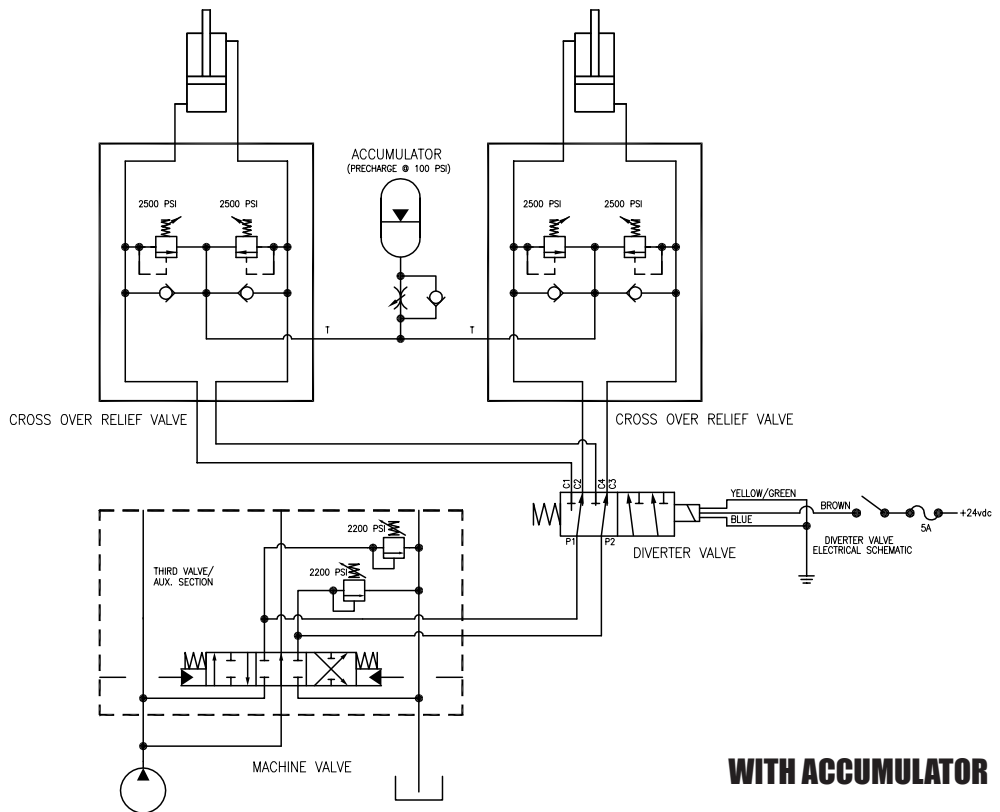 ACCUMULATOR
(PRECHARGE @ 100 PSI)
2500 PSI
2500 PSI
2500 PSI
2500 PSI
T
T
CROSS OVER RELIEF VALVE
CROSS OVER RELIEF VALVE
C1
C2
C4
C3
YELLOW/GREEN
BROWN
BLUE
+24vdc
5A
P1
P2
DIVERTER VALVE
DIVERTER VALVE
ELECTRICAL SCHEMATIC
2200 PSI
2200 PSI
THIRD VALVE/
AUX. SECTION
MACHINE VALVE
WITH ACCUMULATOR